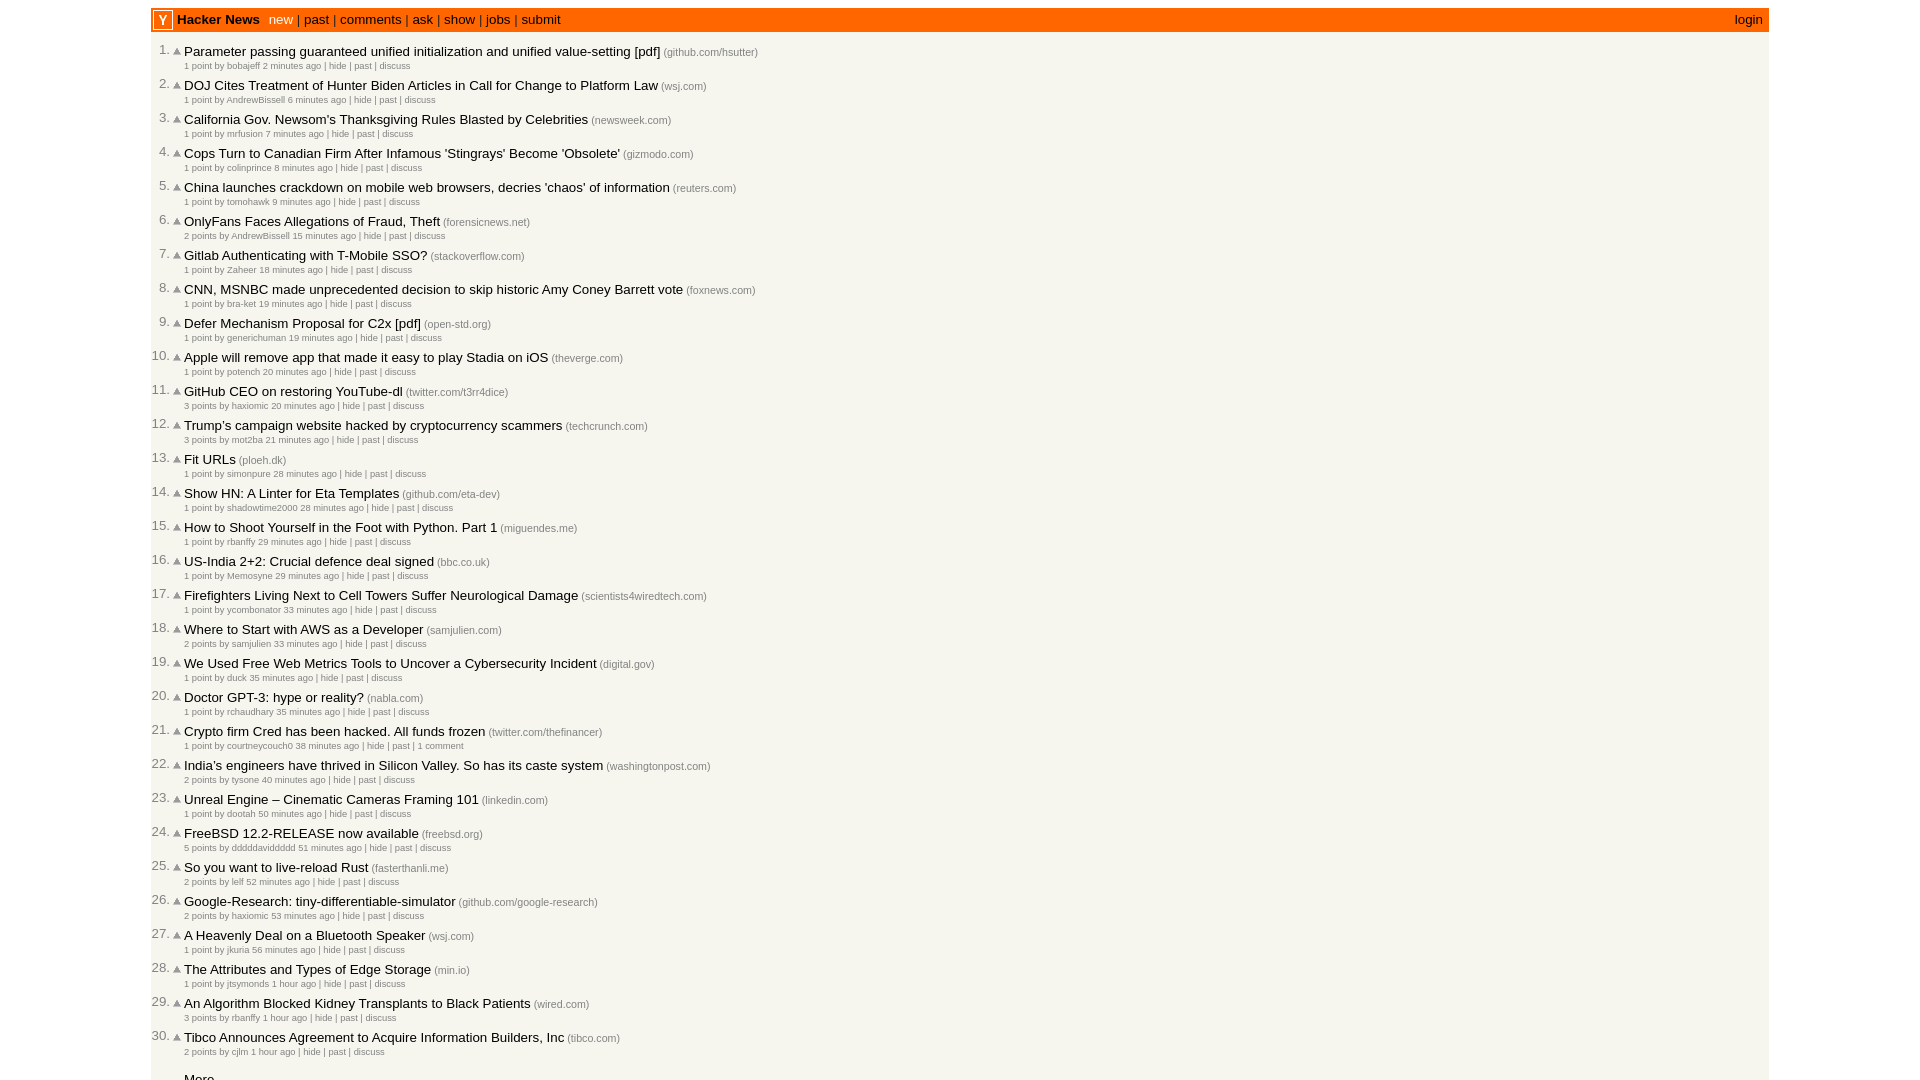 Y Hacker News new | past | comments | ask | show | jobs | submit login
1. Parameter passing guaranteed unified initialization and unified value-setting [pdf] (github.com/hsutter)
1 point by bobajeff 2 minutes ago | hide | past | discuss
2. DOJ Cites Treatment of Hunter Biden Articles in Call for Change to Platform Law (wsj.com)
1 point by AndrewBissell 6 minutes ago | hide | past | discuss
3. California Gov. Newsom's Thanksgiving Rules Blasted by Celebrities (newsweek.com)
1 point by mrfusion 7 minutes ago | hide | past | discuss
4. Cops Turn to Canadian Firm After Infamous 'Stingrays' Become 'Obsolete' (gizmodo.com)
1 point by colinprince 8 minutes ago | hide | past | discuss
5. China launches crackdown on mobile web browsers, decries 'chaos' of information (reuters.com)
1 point by tomohawk 9 minutes ago | hide | past | discuss
6. OnlyFans Faces Allegations of Fraud, Theft (forensicnews.net)
2 points by AndrewBissell 15 minutes ago | hide | past | discuss
7. Gitlab Authenticating with T-Mobile SSO? (stackoverflow.com)
1 point by Zaheer 18 minutes ago | hide | past | discuss
8. CNN, MSNBC made unprecedented decision to skip historic Amy Coney Barrett vote (foxnews.com)
1 point by bra-ket 19 minutes ago | hide | past | discuss
9. Defer Mechanism Proposal for C2x [pdf] (open-std.org)
1 point by generichuman 19 minutes ago | hide | past | discuss
10. Apple will remove app that made it easy to play Stadia on iOS (theverge.com)
1 point by potench 20 minutes ago | hide | past | discuss
11. GitHub CEO on restoring YouTube-dl (twitter.com/t3rr4dice)
3 points by haxiomic 20 minutes ago | hide | past | discuss
12. Trump's campaign website hacked by cryptocurrency scammers (techcrunch.com)
3 points by mot2ba 21 minutes ago | hide | past | discuss
13. Fit URLs (ploeh.dk)
1 point by simonpure 28 minutes ago | hide | past | discuss
14. Show HN: A Linter for Eta Templates (github.com/eta-dev)
1 point by shadowtime2000 28 minutes ago | hide | past | discuss
15. How to Shoot Yourself in the Foot with Python. Part 1 (miguendes.me)
1 point by rbanffy 29 minutes ago | hide | past | discuss
16. US-India 2+2: Crucial defence deal signed (bbc.co.uk)
1 point by Memosyne 29 minutes ago | hide | past | discuss
17. Firefighters Living Next to Cell Towers Suffer Neurological Damage (scientists4wiredtech.com)
1 point by ycombonator 33 minutes ago | hide | past | discuss
18. Where to Start with AWS as a Developer (samjulien.com)
2 points by samjulien 33 minutes ago | hide | past | discuss
19. We Used Free Web Metrics Tools to Uncover a Cybersecurity Incident (digital.gov)
1 point by duck 35 minutes ago | hide | past | discuss
20. Doctor GPT-3: hype or reality? (nabla.com)
1 point by rchaudhary 35 minutes ago | hide | past | discuss
21. Crypto firm Cred has been hacked. All funds frozen (twitter.com/thefinancer)
1 point by courtneycouch0 38 minutes ago | hide | past | 1 comment
22. India's engineers have thrived in Silicon Valley. So has its caste system (washingtonpost.com)
2 points by tysone 40 minutes ago | hide | past | discuss
23. Unreal Engine – Cinematic Cameras Framing 101 (linkedin.com)
1 point by dootah 50 minutes ago | hide | past | discuss
24. FreeBSD 12.2-RELEASE now available (freebsd.org)
5 points by dddddaviddddd 51 minutes ago | hide | past | discuss
25. So you want to live-reload Rust (fasterthanli.me)
2 points by lelf 52 minutes ago | hide | past | discuss
26. Google-Research: tiny-differentiable-simulator (github.com/google-research)
2 points by haxiomic 53 minutes ago | hide | past | discuss
27. A Heavenly Deal on a Bluetooth Speaker (wsj.com)
1 point by jkuria 56 minutes ago | hide | past | discuss
28. The Attributes and Types of Edge Storage (min.io)
1 point by jtsymonds 1 hour ago | hide | past | discuss
29. An Algorithm Blocked Kidney Transplants to Black Patients (wired.com)
3 points by rbanffy 1 hour ago | hide | past | discuss
30. Tibco Announces Agreement to Acquire Information Builders, Inc (tibco.com)
2 points by cjlm 1 hour ago | hide | past | discuss
More